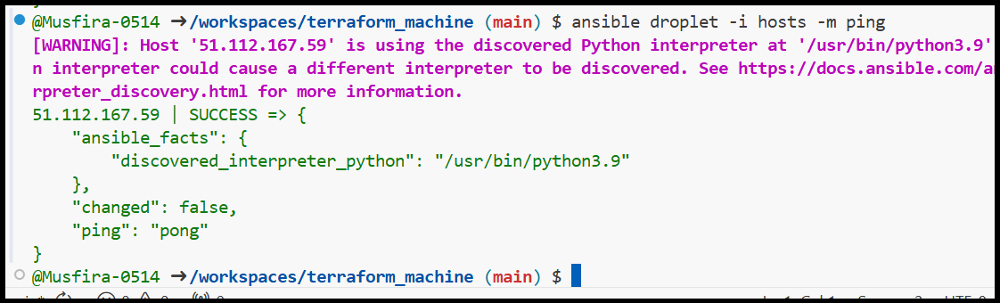 @Musfira-0514 ➜/workspaces/terraform_machine (main) $ ansible droplet -i hosts -m ping
[WARNING]: Host '51.112.167.59' is using the discovered Python interpreter at '/usr/bin/python3.9'
n interpreter could cause a different interpreter to be discovered. See https://docs.ansible.com/an
rpreter_discovery.html for more information.
51.112.167.59 | SUCCESS => {
    "ansible_facts": {
        "discovered_interpreter_python": "/usr/bin/python3.9"
    },
    "changed": false,
    "ping": "pong"
}
@Musfira-0514 ➜/workspaces/terraform_machine (main) $